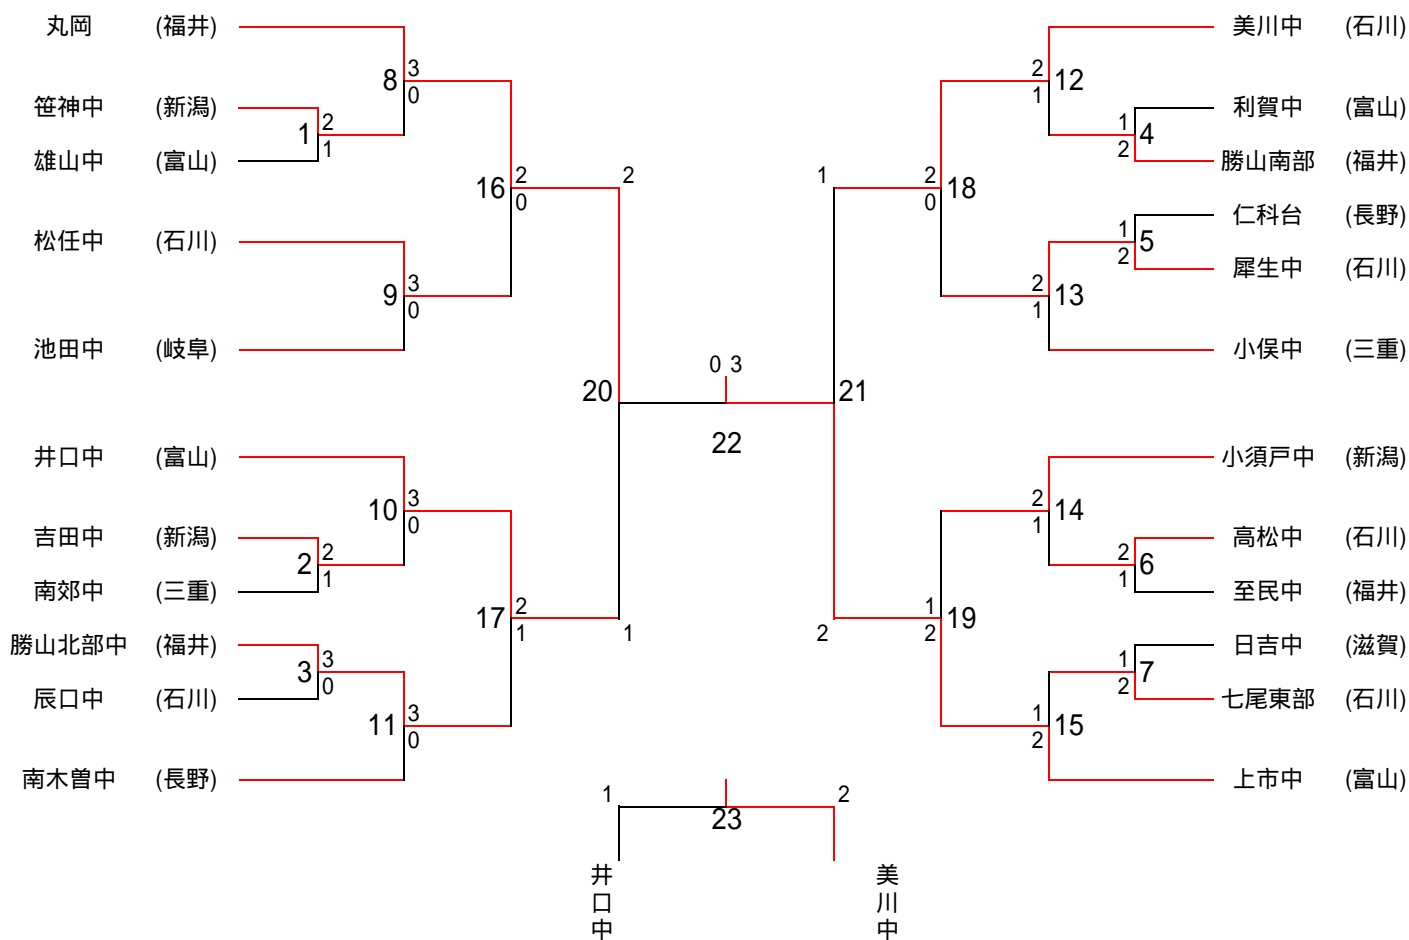 丸岡 (福井)
8 3
0
笹神中 (新潟)
1 2
1
雄山中 (富山)
16 2
0
2
松任中 (石川)
9 3
0
池田中 (岐阜)
20
井口中 (富山)
10 3
0
吉田中 (新潟)
2 2
1
南郊中 (三重)
17 2
1
1
勝山北部中 (福井)
3 3
0
辰口中 (石川)
11 3
0
南木曽中 (長野)
0 3
22
美川中 (石川)
2 12
1
利賀中 (富山)
1 4
2
勝山南部 (福井)
1
2 18
0
仁科台 (長野)
1 5
2
犀生中 (石川)
2 13
1
小俣中 (三重)
21
小須戸中 (新潟)
2 14
1
高松中 (石川)
2 6
1
至民中 (福井)
2
1 19
2
日吉中 (滋賀)
1 7
2
七尾東部 (石川)
1 15
2
上市中 (富山)
1 2
23
井口中
美川中